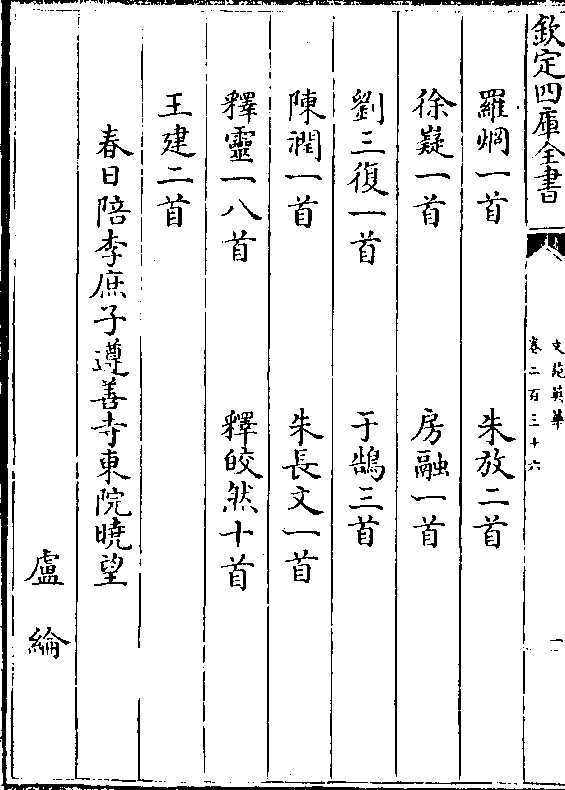 欽定四庫全書
文苑英華
卷二百三十六
一
羅烱一首
朱放二首
徐嶷一首
房融一首
劉三復一首
于鵠三首
陳潤一首
朱長文一首
釋靈一八首
釋皎然十首
王建二首
春日陪李庶子遵善寺東院曉望
盧綸